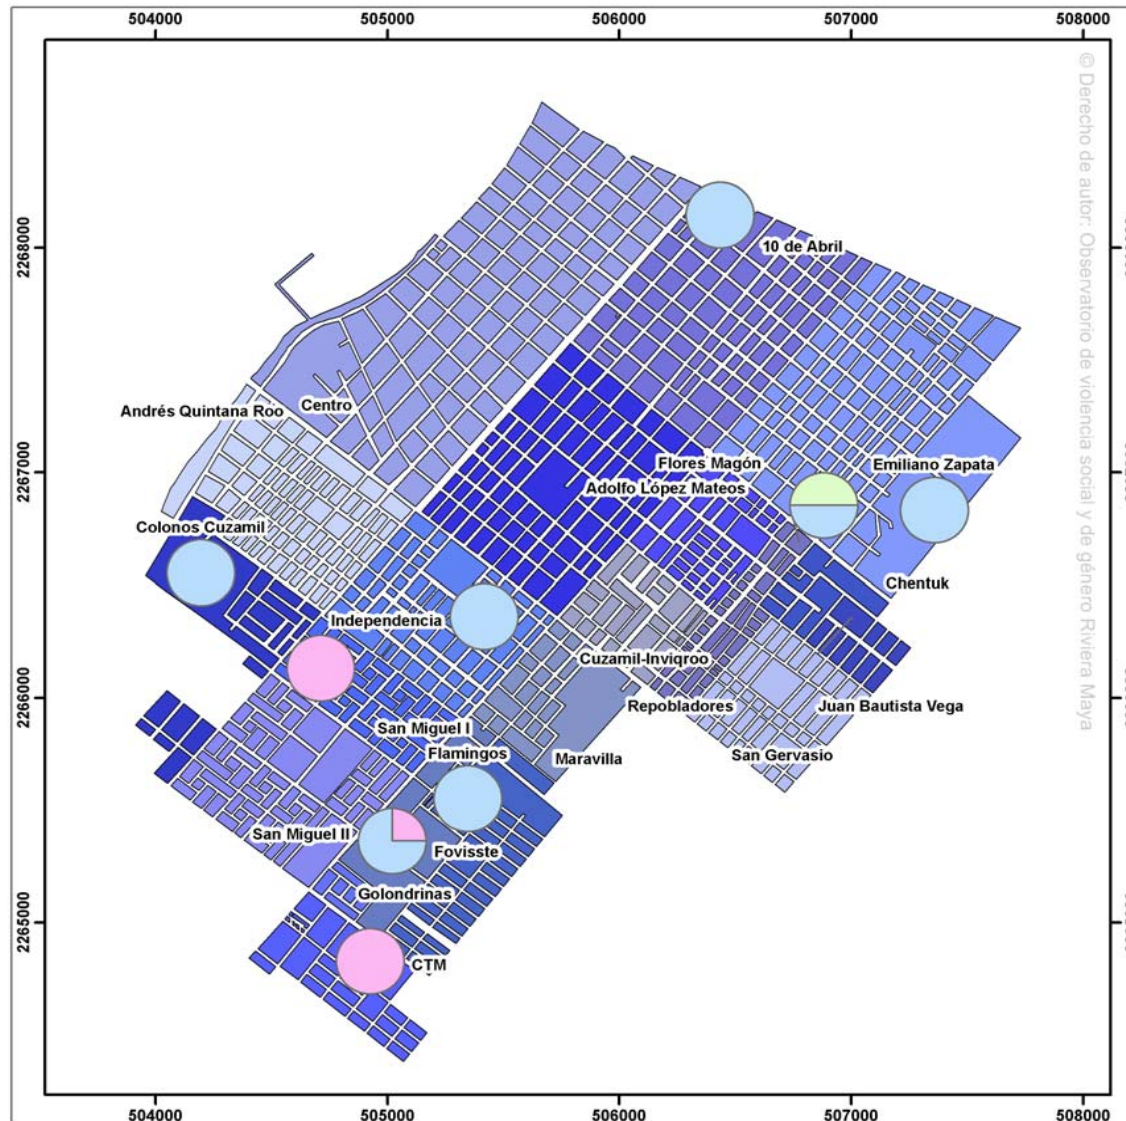 504000 505000 506000 507000 508000
© Derecho de autor: Observatorio de violencia social y de género Riviera Maya
2268000
10 de Abril
Andrés Quintana Roo
Centro
2267000
Flores Magón
Emiliano Zapata
Adolfo López Mateos
Colonos Cuzamil
Chentuk
Independencia
Cuzamil-Inviqroo
2266000
Repobladores
Juan Bautista Vega
San Miguel I
Flamingos
San Gervasio
Maravilla
San Miguel II
Fovisste
Golondrinas
2265000
CTM
504000 505000 506000 507000 508000